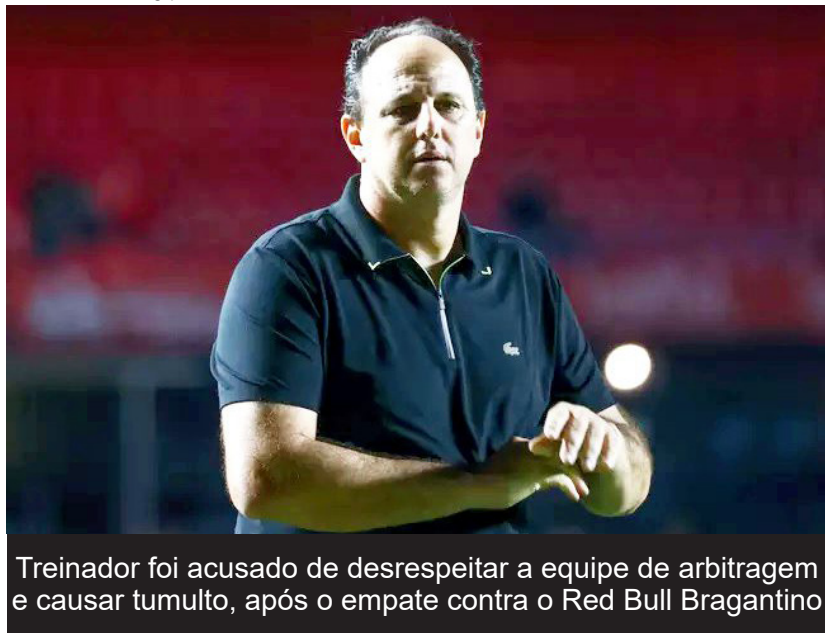 Treinador foi acusado de desrespeitar a equipe de arbitragem
e causar tumulto, após o empate contra o Red Bull Bragantino